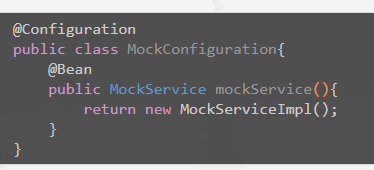 @Configuration
public class MockConfiguration{
    @Bean
    public MockService mockService(){
        return new MockServiceImpl();
    }
}